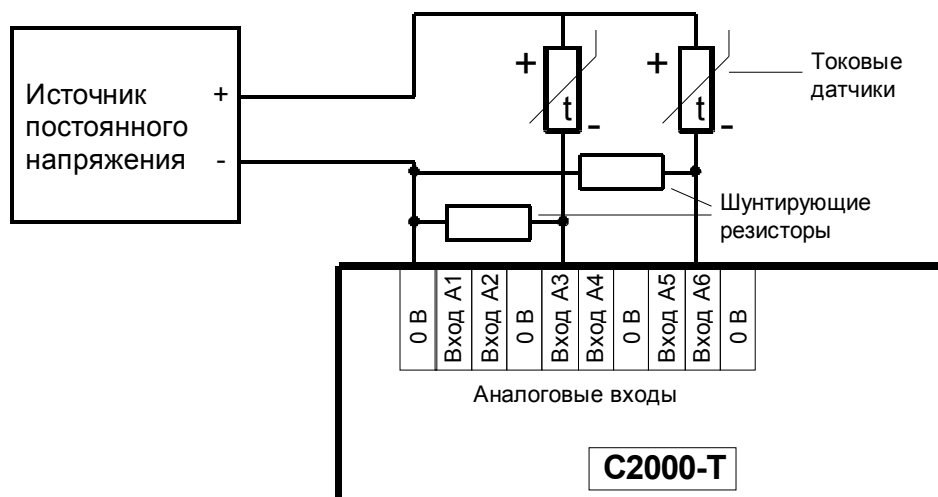 Источник
постоянного
напряжения
+
-
+
t
-
+
t
-
Токовые
датчики
Шунтирующие
резисторы
0 В
Вход А1
Вход А2
0 В
Вход А3
Вход А4
0 В
Вход А5
Вход А6
0 В
Аналоговые входы
С2000-Т